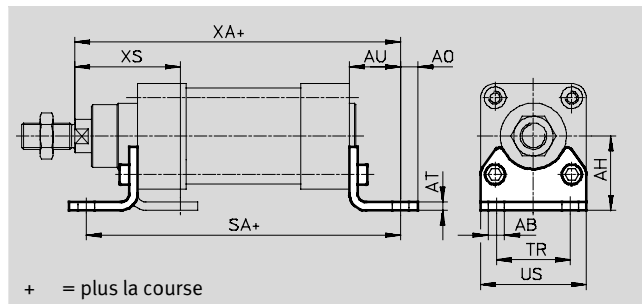 XA+
XS
AU
AO
AT
AH
SA+
AB
TR
US
+ = plus la course